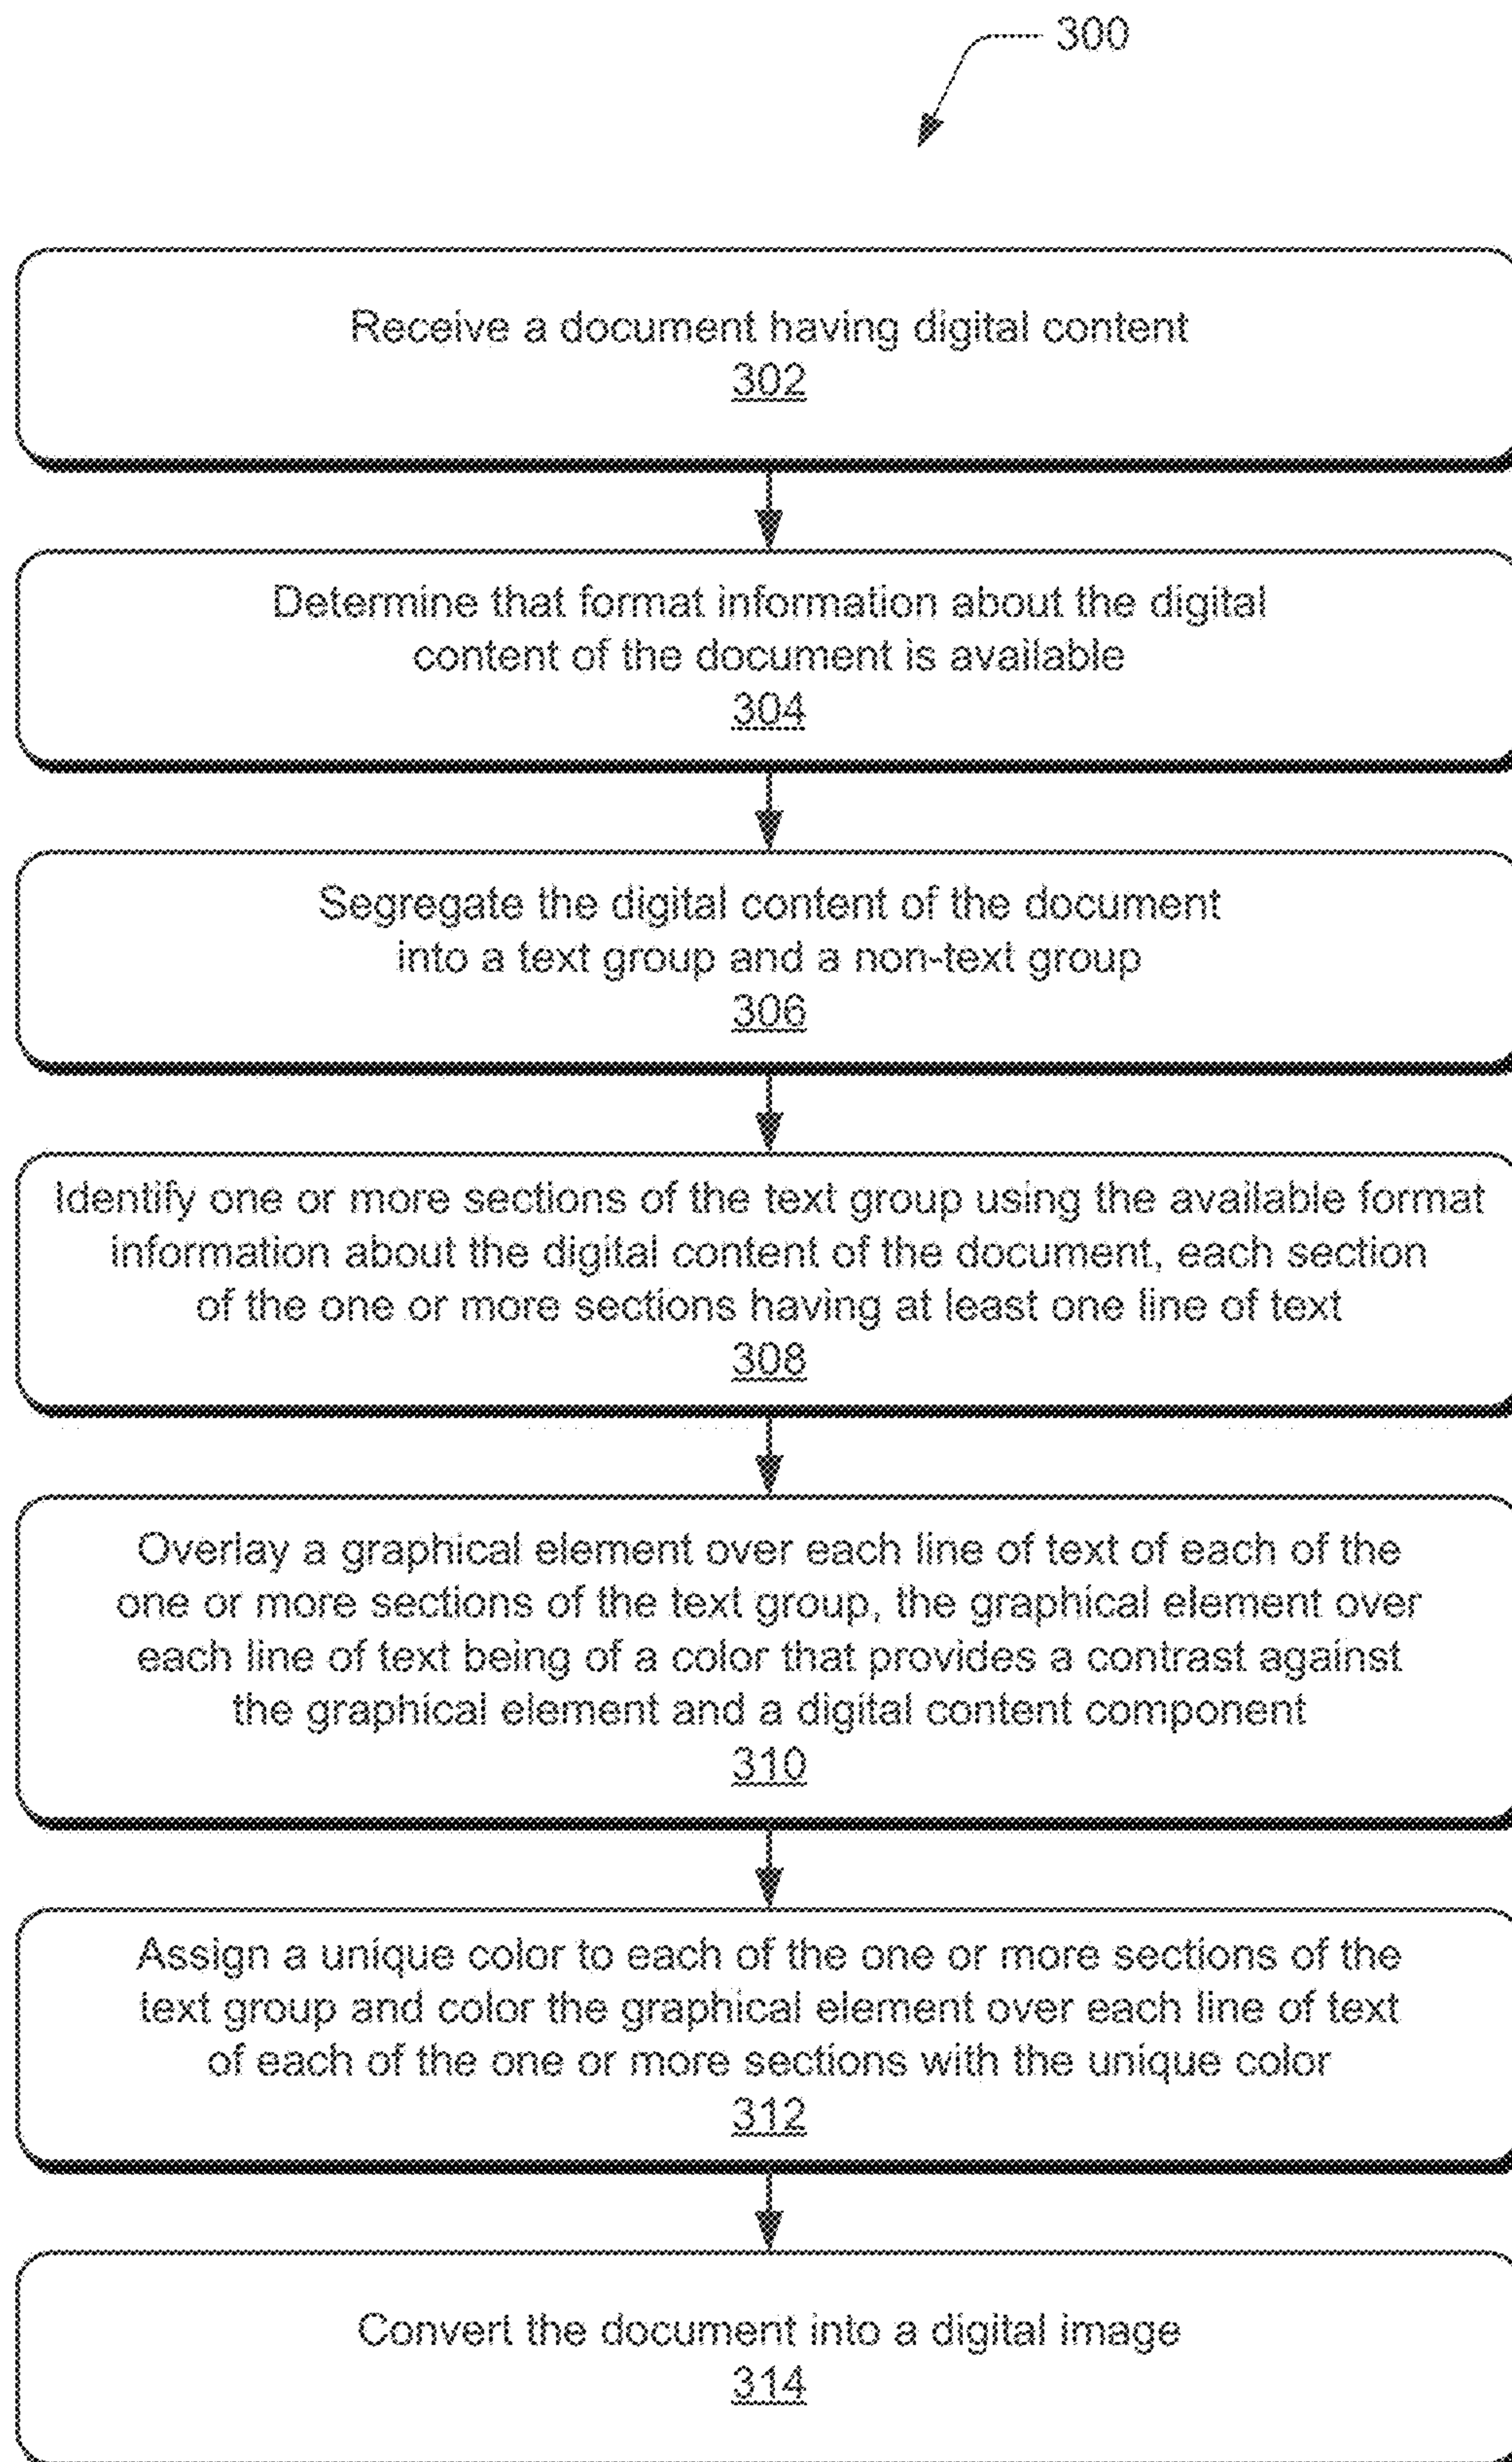 300
Receive a document having digital content
302
Determine that format information about the digital
content of the document is available
304
Segregate the digital content of the document
into a text group and a non-text group
306
Identify one or more sections of the text group using the available format
information about the digital content of the document, each section
of the one or more sections having at least one line of text
308
Overlay a graphical element over each line of text of each of the
one or more sections of the text group, the graphical element over
each line of text being of a color that provides a contrast against
the graphical element and a digital content component
310
Assign a unique color to each of the one or more sections of the
text group and color the graphical element over each line of text
of each of the one or more sections with the unique color
312
Convert the document into a digital image
314